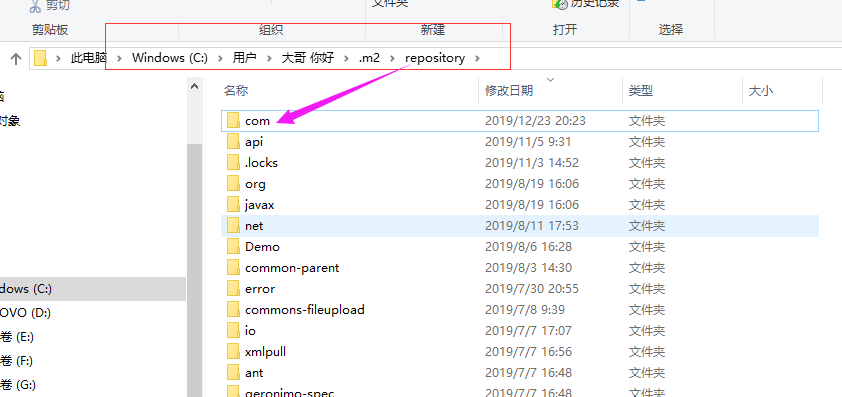 剪切
文件夹
历史记录
剪贴板 组织 新建 打开 选择
此电脑 Windows (C:) 用户 大哥 你好 .m2 repository
名称 修改日期 类型 大小
com 2019/12/23 20:23 文件夹
对象
api 2019/11/5 9:31 文件夹
.locks 2019/11/3 14:52 文件夹
org 2019/8/19 16:06 文件夹
javax 2019/8/19 16:06 文件夹
net 2019/8/11 17:53 文件夹
Demo 2019/8/6 16:28 文件夹
common-parent 2019/8/3 14:30 文件夹
dows (C:)
error 2019/7/30 20:55 文件夹
OVO (D:)
commons-fileupload 2019/7/8 9:39 文件夹
卷 (E:)
io 2019/7/7 17:07 文件夹
xmlpull 2019/7/7 16:56 文件夹
卷 (F:)
ant 2019/7/7 16:48 文件夹
卷 (G:)
geronimo-spec 2019/7/7 16:48 文件夹